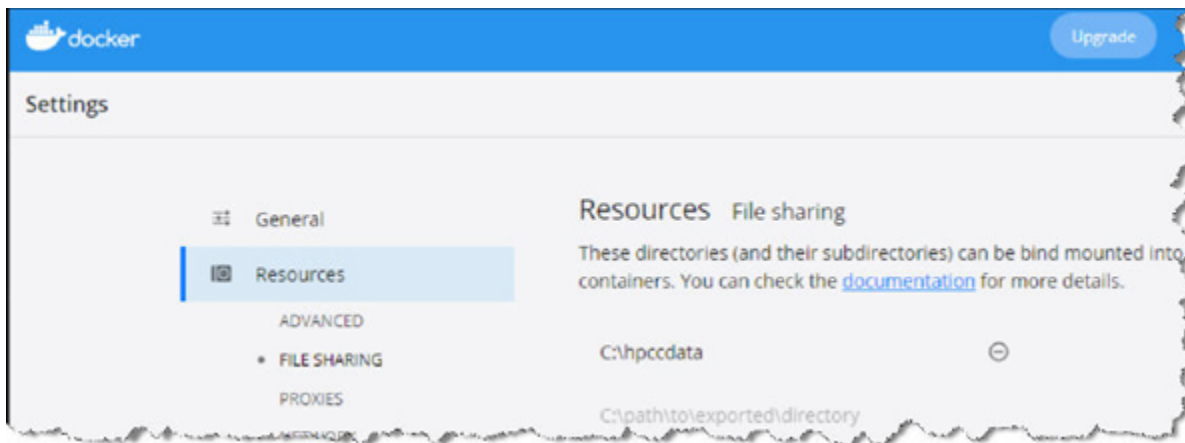 docker
Upgrade
Settings
General
Resources
ADVANCED
FILE SHARING
PROXIES
NETWORK
Resources File sharing
These directories (and their subdirectories) can be bind mounted into
containers. You can check the documentation for more details.
C:\hpccdata
C:\path\to\exported\directory